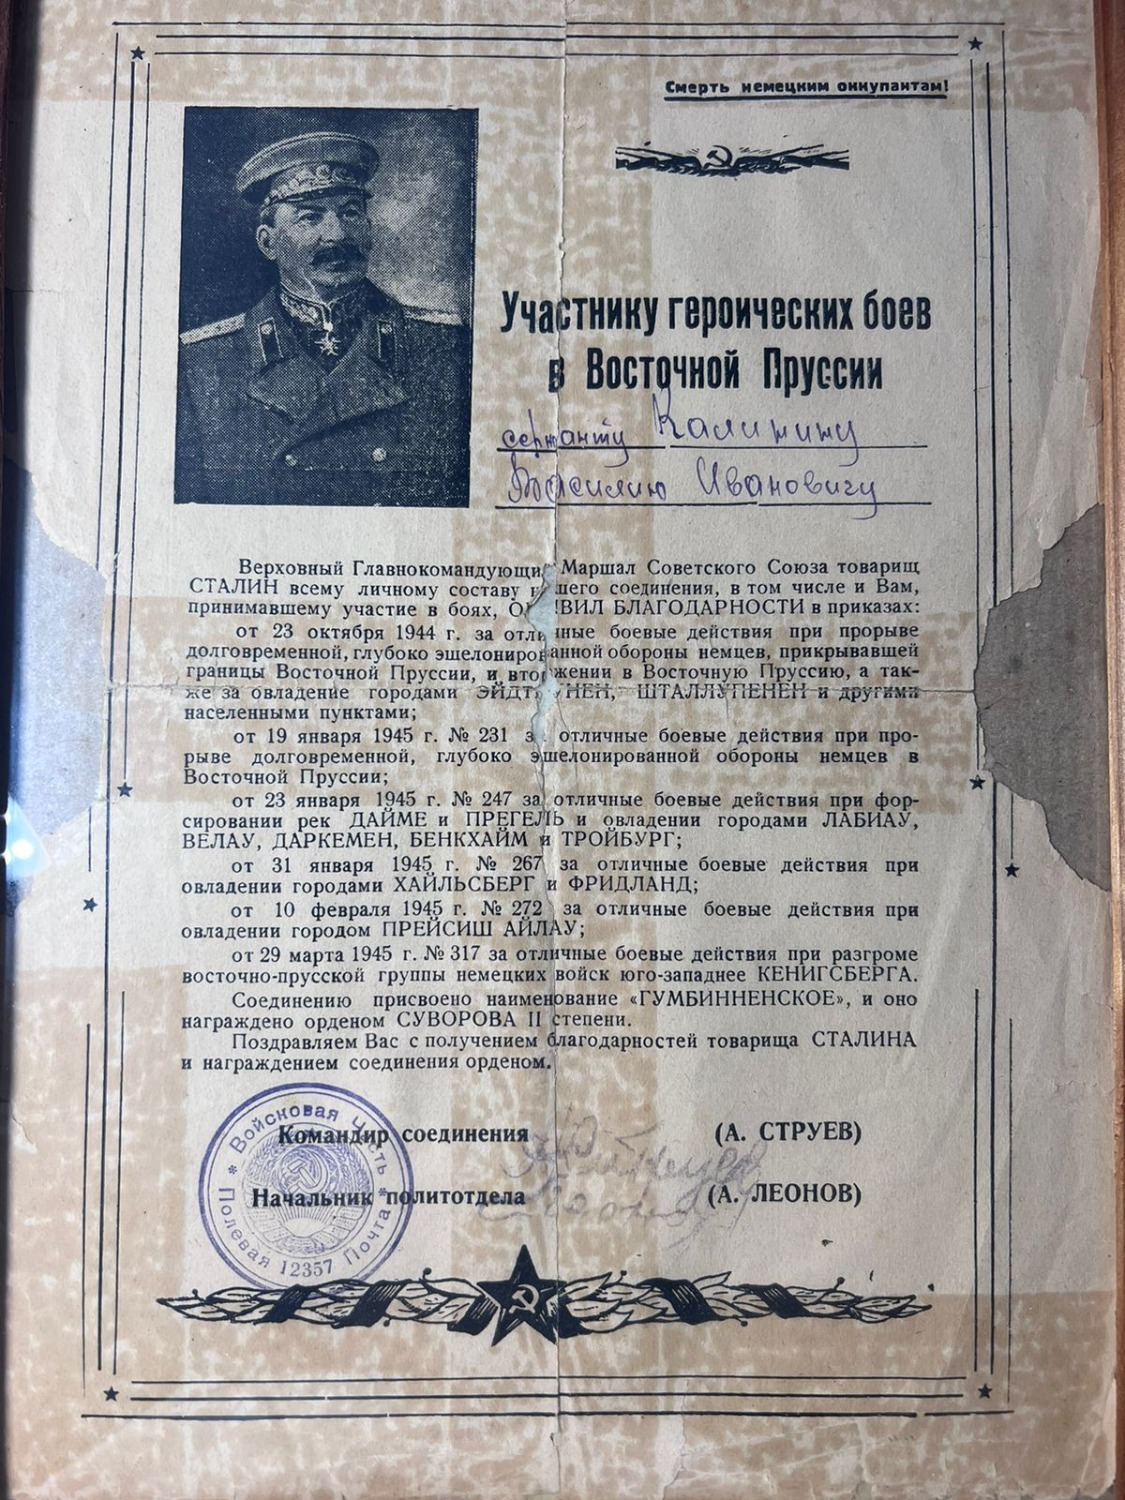 Смерть немецким оккупантам!
Участнику героических боев
в Восточной Пруссии
сержанту Калинину
Василию Ивановичу
Верховный Главнокомандующи Маршал Советского Союза товарищ
СТАЛИН всему личному составу шего соединения, в том числе и Вам,
принимавшему участие в боях, О ВИЛ БЛАГОДАРНОСТИ в приказах:
от 23 октября 1944 г. за отличные боевые действия при прорыве
долговременной, глубоко эшелонированной обороны немцев, прикрывавшей
границы Восточной Пруссии, и вторжении в Восточную Пруссию, а так-
же за овладение городами ЭЙДТКУНЕН, ШТАЛЛУПЕНЕН и другими
населенными пунктами;
от 19 января 1945 г. № 231 за отличные боевые действия при про-
рыве долговременной, глубоко эшелонированной обороны немцев в
Восточной Пруссии;
от 23 января 1945 г. № 247 за отличные боевые действия при фор-
сировании рек ДАЙМЕ и ПРЕГЕЛЬ и овладении городами ЛАБИАУ,
ВЕЛАУ, ДАРКЕМЕН, БЕНКХАЙМ и ТРОЙБУРГ;
от 31 января 1945 г. № 267 за отличные боевые действия при
овладении городами ХАЙЛЬСБЕРГ и ФРИДЛАНД;
от 10 февраля 1945 г. № 272 за отличные боевые действия при
овладении городом ПРЕЙСИШ АЙЛАУ;
от 29 марта 1945 г. № 317 за отличные боевые действия при разгроме
восточно-прусской группы немецких войск юго-западнее КЕНИГСБЕРГА.
Соединению присвоено наименование «ГУМБИННЕНСКОЕ», и оно
награждено орденом СУВОРОВА II степени.
Поздравляем Вас с получением благодарностей товарища СТАЛИНА
и награждением соединения орденом.
Командир соединения (А. СТРУЕВ)
Начальник политотдела (А. ЛЕОНОВ)
Войсковая Часть
Полевая 12357 Почта